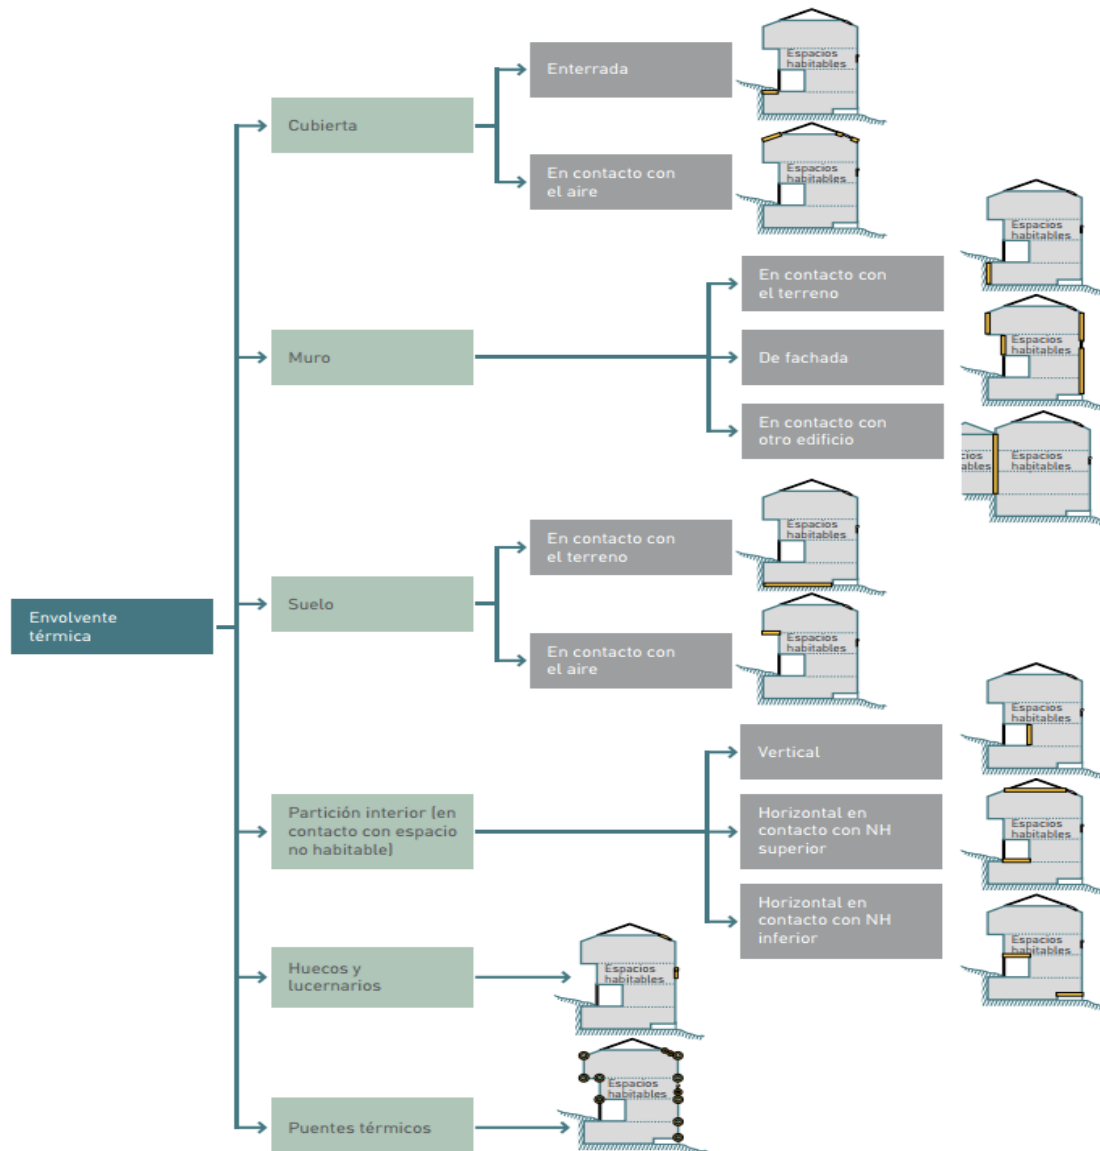 Espacios
habitables
Enterrada
Cubierta
Espacios
habitables
En contacto con
el aire
Espacios
habitables
En contacto con
el terreno
Espacios
habitables
Muro
De fachada
En contacto con
otro edificio
cios
ables
Espacios
habitables
Espacios
habitables
En contacto con
el terreno
Suelo
Envolvente
térmica
Espacios
habitables
En contacto con
el aire
Espacios
habitables
Vertical
Partición interior (en
contacto con espacio
no habitable)
Horizontal en
contacto con NH
superior
Espacios
habitables
Horizontal en
contacto con NH
inferior
Espacios
habitables
Huecos y
lucernarios
Espacios
habitables
Puentes térmicos
Espacios
habitables